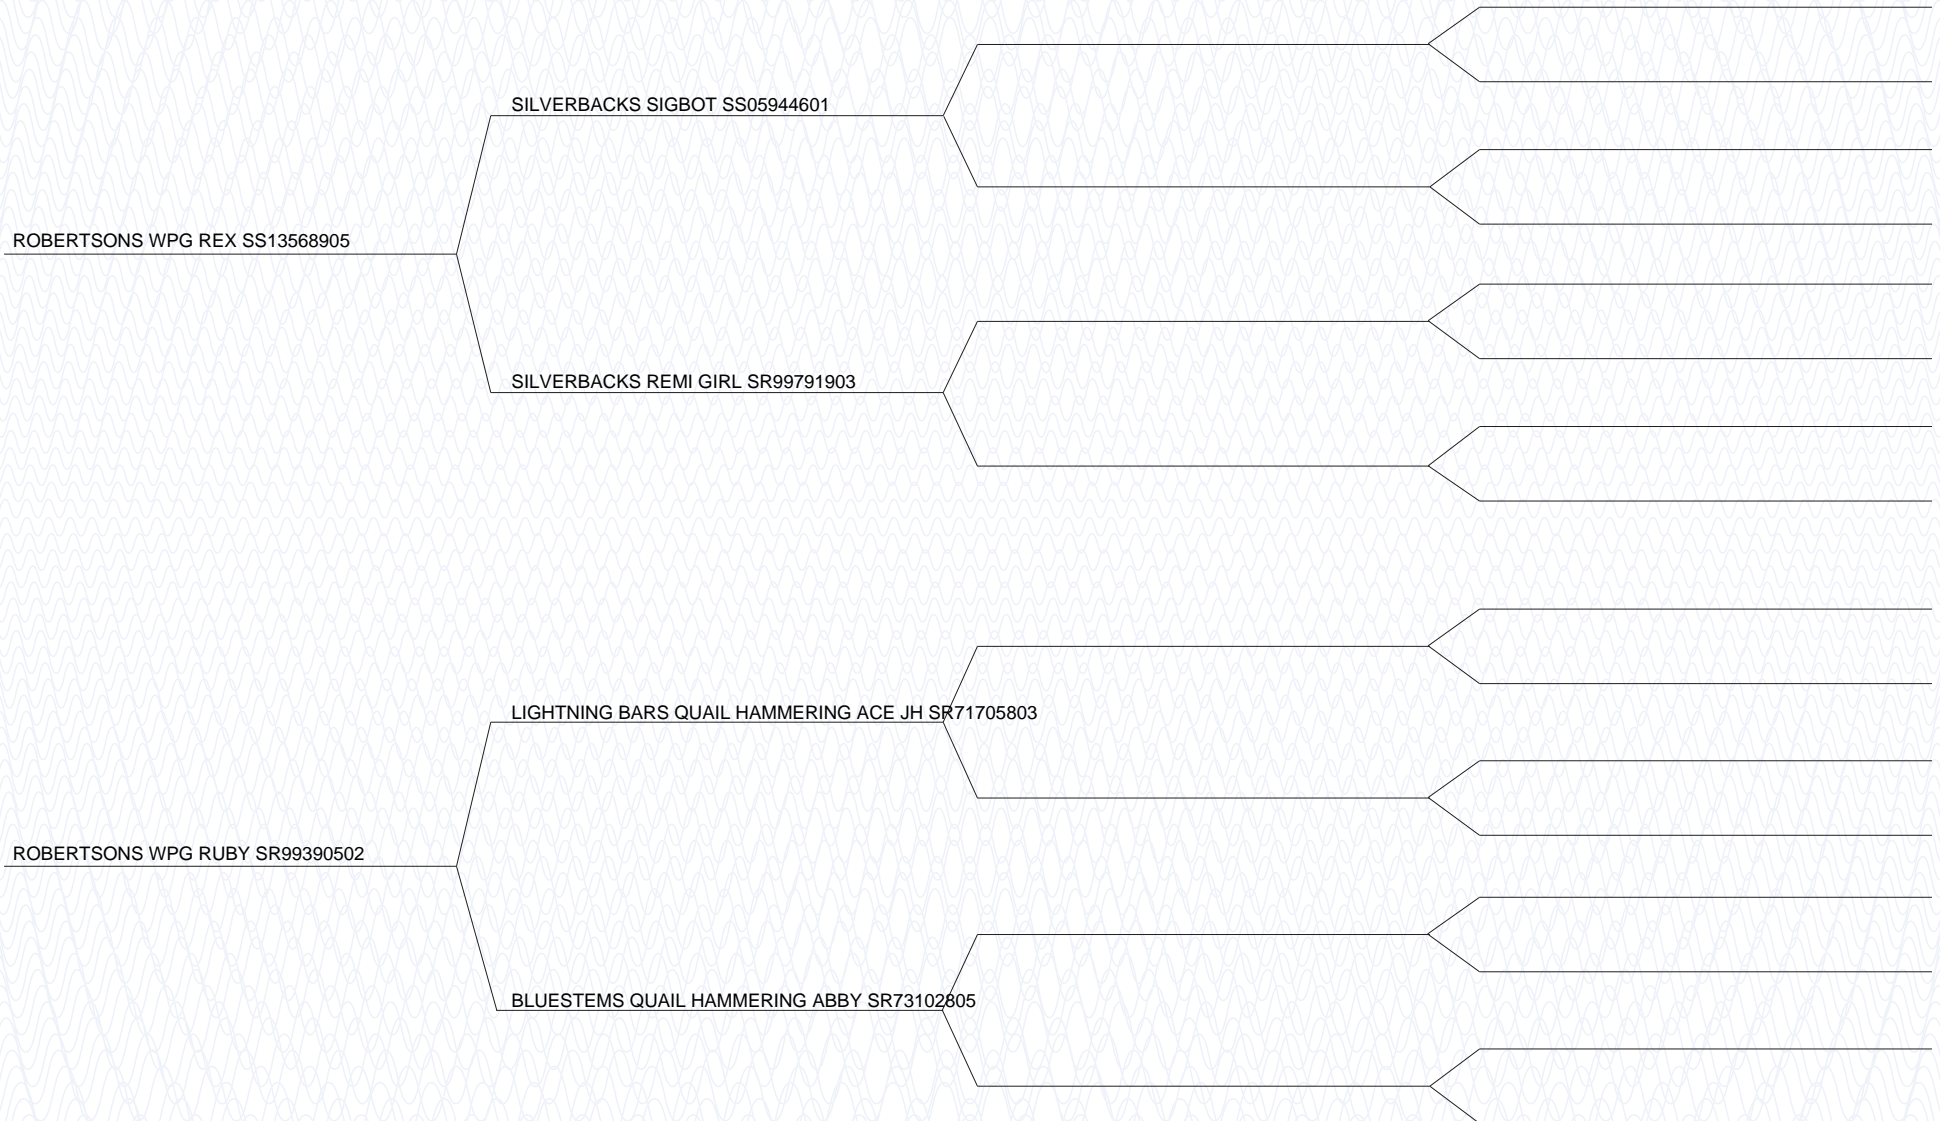 SILVERBACKS SIGBOT SS05944601
ROBERTSONS WPG REX SS13568905
SILVERBACKS REMI GIRL SR99791903
LIGHTNING BARS QUAIL HAMMERING ACE JH SR71705803
ROBERTSONS WPG RUBY SR99390502
BLUESTEMS QUAIL HAMMERING ABBY SR73102805